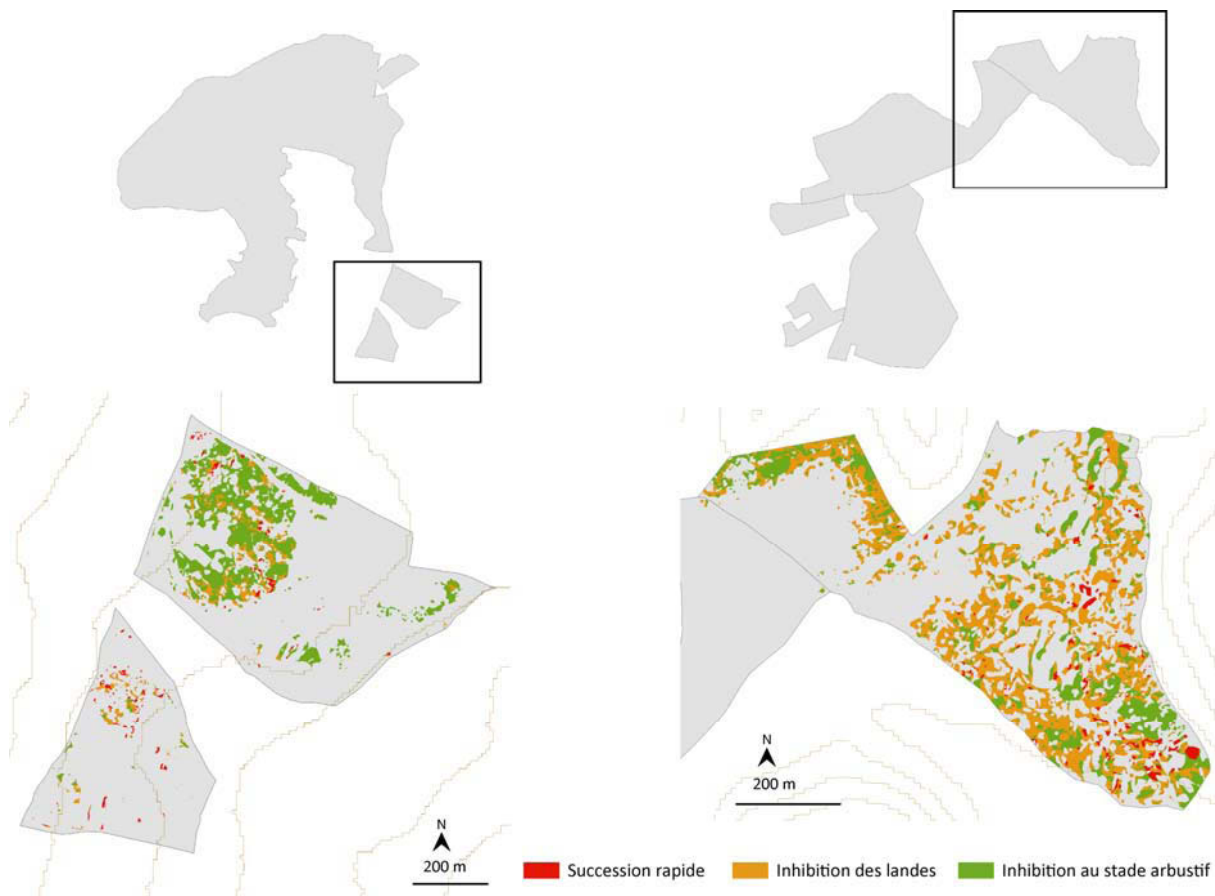 N
200 m
N
200 m
Succession rapide
Inhibition des landes
Inhibition au stade arbustif